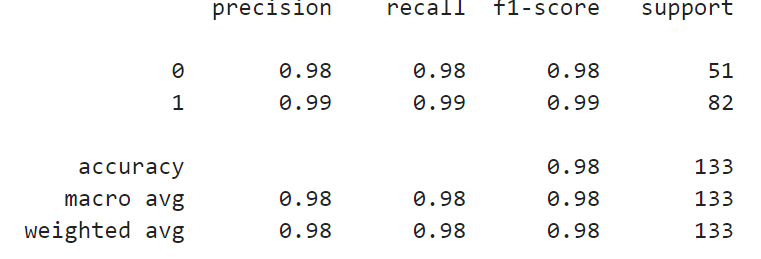 precision recall f1-score support
0 0.98 0.98 0.98 51
1 0.99 0.99 0.99 82
accuracy 0.98 133
macro avg 0.98 0.98 0.98 133
weighted avg 0.98 0.98 0.98 133